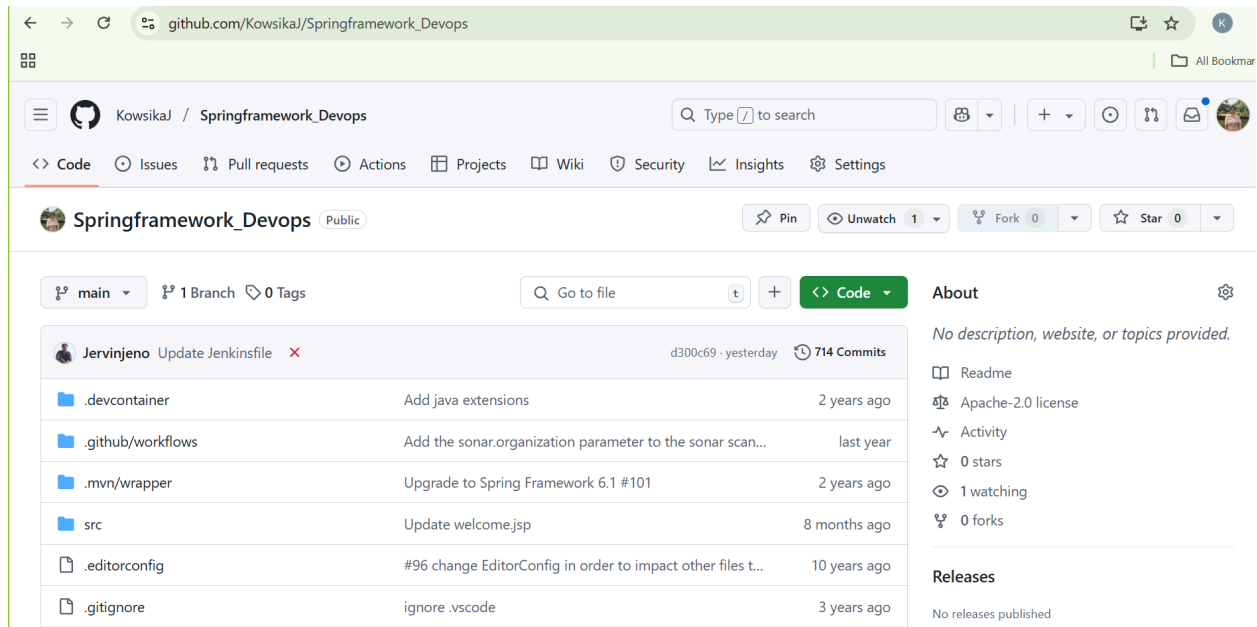 github.com/KowsikaJ/Springframework_Devops
K
All Bookmar
KowsikaJ / Springframework_Devops
Type / to search
Code Issues Pull requests Actions Projects Wiki Security Insights Settings
Springframework_Devops Public
Pin Unwatch 1 Fork 0 Star 0
main 1 Branch 0 Tags Go to file t + Code
Jervinjeno Update Jenkinsfile d300c69 · yesterday 714 Commits
.devcontainer Add java extensions 2 years ago
.github/workflows Add the sonar.organization parameter to the sonar scan... last year
.mvn/wrapper Upgrade to Spring Framework 6.1 #101 2 years ago
src Update welcome.jsp 8 months ago
.editorconfig #96 change EditorConfig in order to impact other files t... 10 years ago
.gitignore ignore .vscode 3 years ago
About
No description, website, or topics provided.
Readme
Apache-2.0 license
Activity
0 stars
1 watching
0 forks
Releases
No releases published